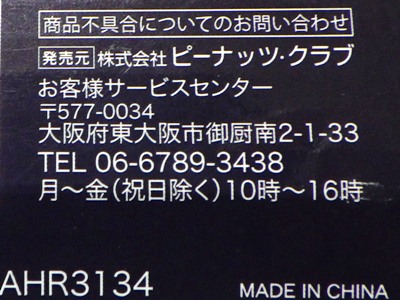 商品不具合についてのお問い合わせ
発売元 株式会社ピーナッツ・クラブ
お客様サービスセンター
〒577-0034
大阪府東大阪市御厨南2-1-33
TEL 06-6789-3438
月〜金(祝日除く)10時〜16時
AHR3134
MADE IN CHINA